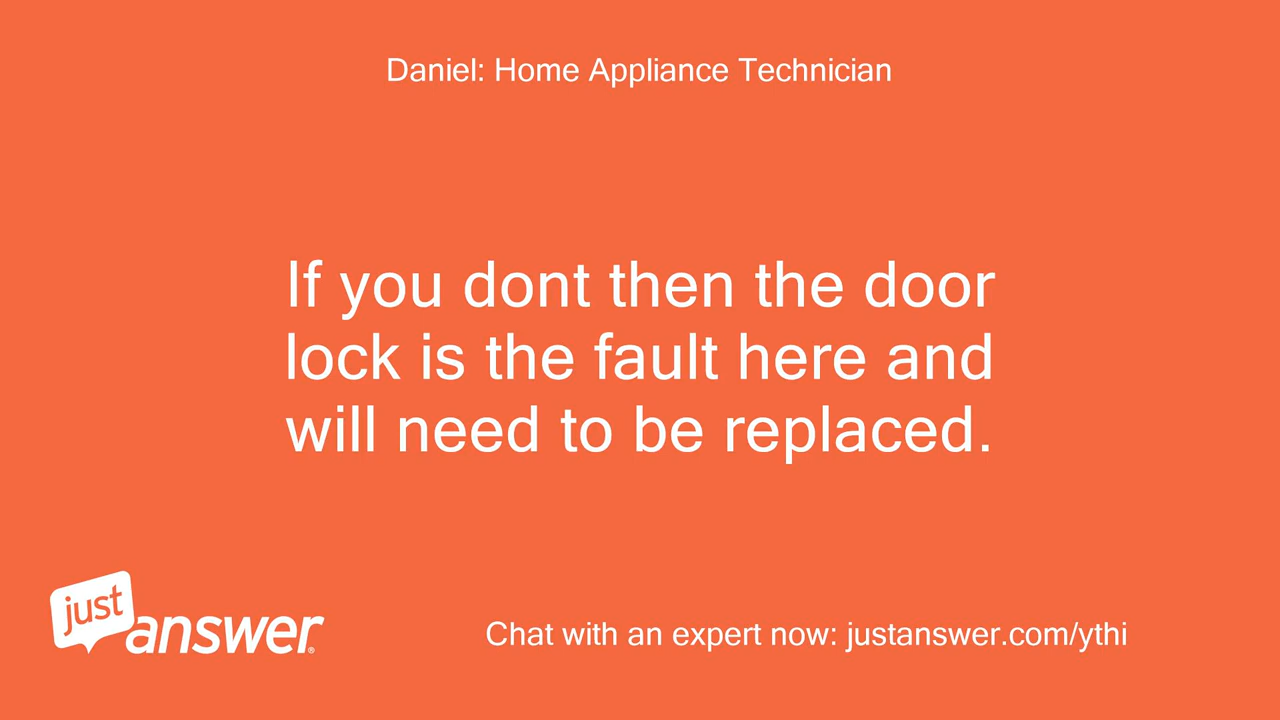 Daniel: Home Appliance Technician
If you dont then the door
lock is the fault here and
will need to be replaced.
just
answer®
Chat with an expert now: justanswer.com/ythi